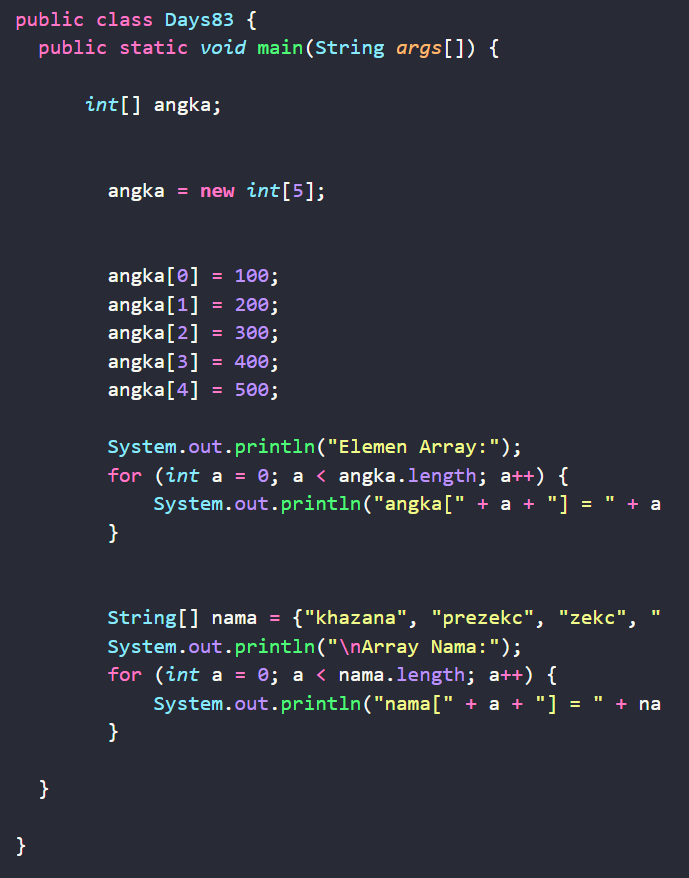 public class Days83 {
  public static void main(String args[]) {
      int[] angka;
        angka = new int[5];
        angka[0] = 100;
        angka[1] = 200;
        angka[2] = 300;
        angka[3] = 400;
        angka[4] = 500;
        System.out.println("Elemen Array:");
        for (int a = 0; a < angka.length; a++) {
            System.out.println("angka[" + a + "] = " + a
        }
        String[] nama = {"khazana", "prezekc", "zekc", "
        System.out.println("\nArray Nama:");
        for (int a = 0; a < nama.length; a++) {
            System.out.println("nama[" + a + "] = " + na
        }
  }
}